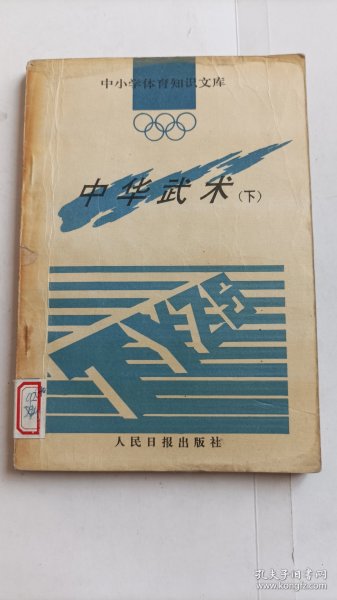 中小学体育知识文库
中华武术(下)
人民日报出版社
孔夫子旧书网